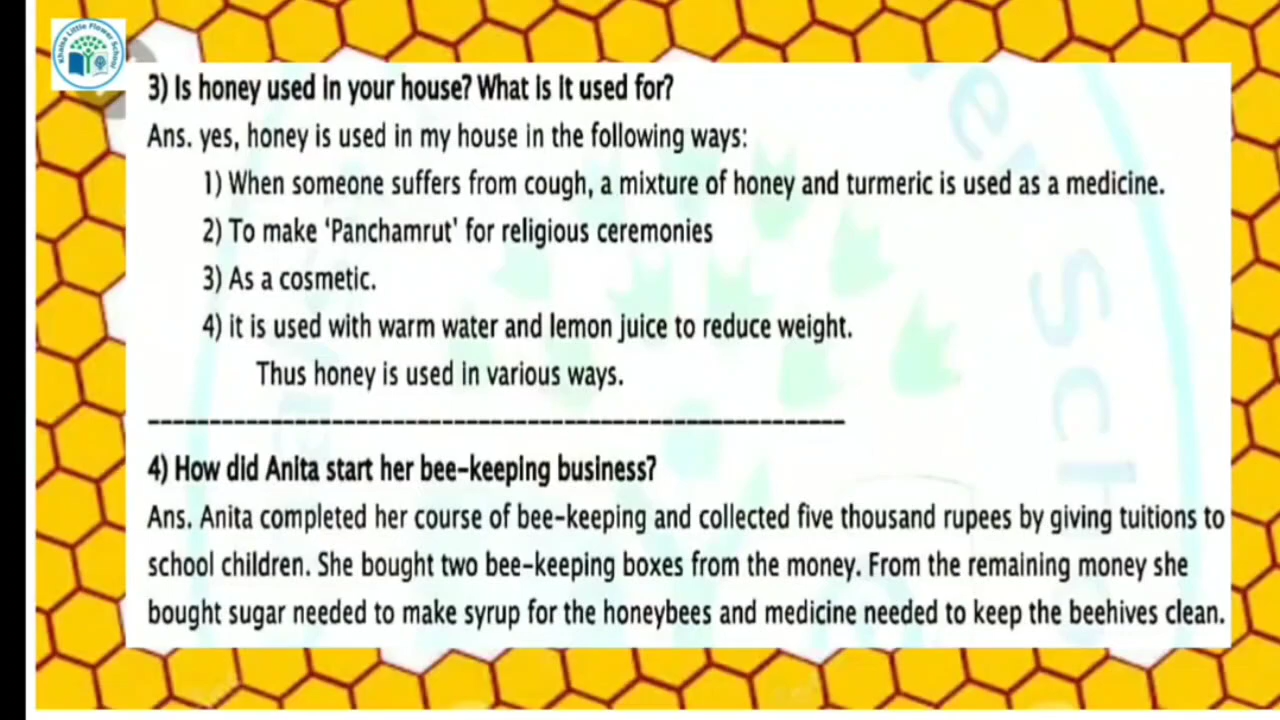 Khaira Little Flower School
3) Is honey used in your house? What is it used for?
Ans. yes, honey is used in my house in the following ways:
1) When someone suffers from cough, a mixture of honey and turmeric is used as a medicine.
2) To make ‘Panchamrut’ for religious ceremonies
3) As a cosmetic.
4) it is used with warm water and lemon juice to reduce weight.
Thus honey is used in various ways.
4) How did Anita start her bee-keeping business?
Ans. Anita completed her course of bee-keeping and collected five thousand rupees by giving tuitions to
school children. She bought two bee-keeping boxes from the money. From the remaining money she
bought sugar needed to make syrup for the honeybees and medicine needed to keep the beehives clean.